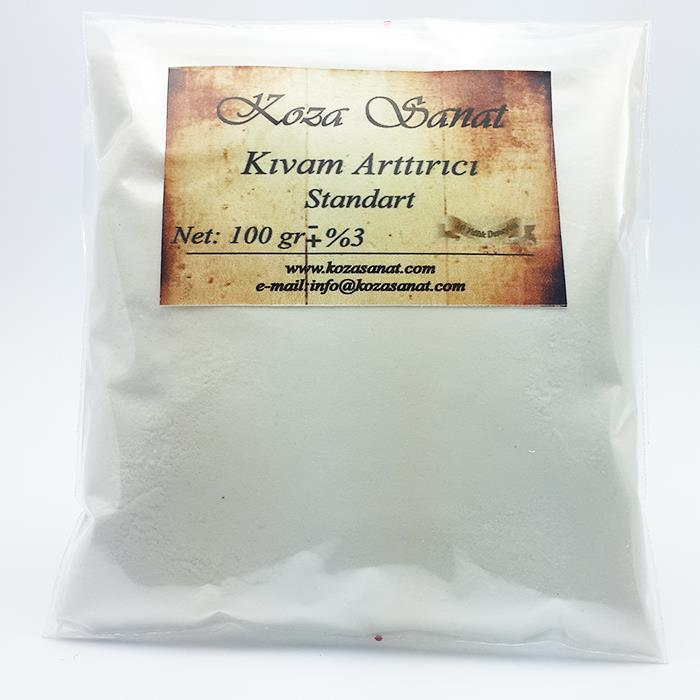 Koza Sanat
Kıvam Arttırıcı
Standart
Net: 100 gr ∓ %3
www.kozasanat.com
e-mail:info@kozasanat.com